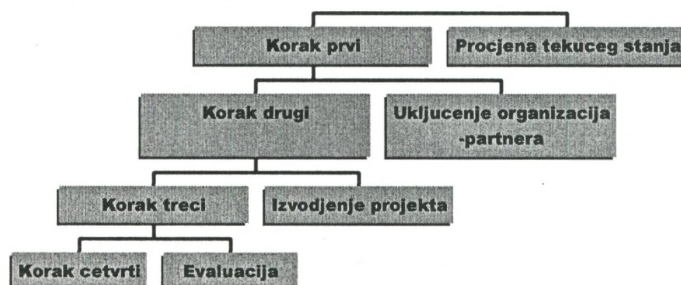 Korak prvi
Procjena tekuceg stanja
Korak drugi
Ukljucenje organizacija
-partnera
Korak treci
Izvodjenje projekta
Korak cetvrti
Evaluacija